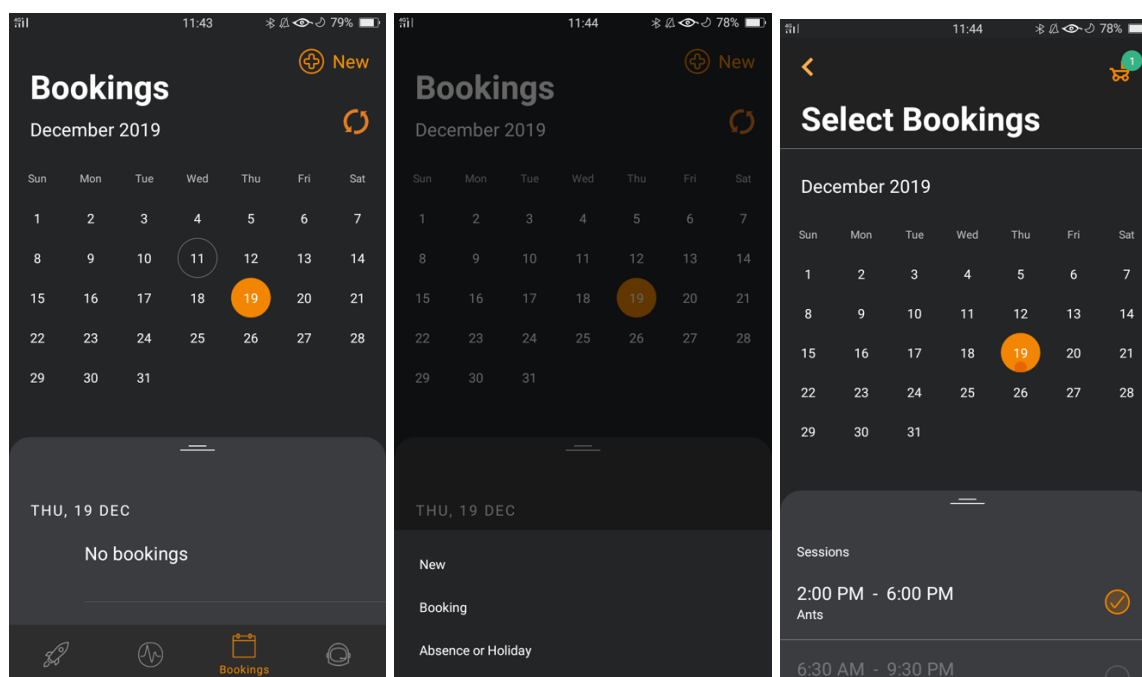 11:43 79%
New
Bookings
December 2019
Sun Mon Tue Wed Thu Fri Sat
1 2 3 4 5 6 7
8 9 10 11 12 13 14
15 16 17 18 19 20 21
22 23 24 25 26 27 28
29 30 31
THU, 19 DEC
No bookings
Bookings
11:44 78%
New
Bookings
December 2019
Sun Mon Tue Wed Thu Fri Sat
1 2 3 4 5 6 7
8 9 10 11 12 13 14
15 16 17 18 19 20 21
22 23 24 25 26 27 28
29 30 31
THU, 19 DEC
New
Booking
Absence or Holiday
11:44 78%
1
Select Bookings
December 2019
Sun Mon Tue Wed Thu Fri Sat
1 2 3 4 5 6 7
8 9 10 11 12 13 14
15 16 17 18 19 20 21
22 23 24 25 26 27 28
29 30 31
Sessions
2:00 PM - 6:00 PM
Ants
6:30 AM - 9:30 PM